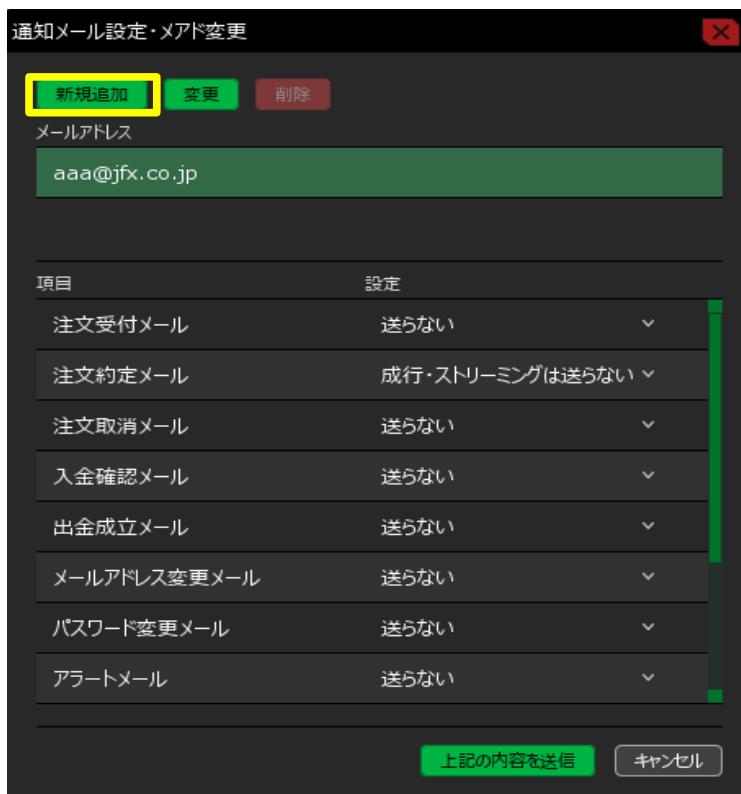 通知メール設定・メアド変更
新規追加 変更 削除
メールアドレス
aaa@jfx.co.jp
項目 設定
注文受付メール 送らない
注文約定メール 成行・ストリーミングは送らない
注文取消メール 送らない
入金確認メール 送らない
出金成立メール 送らない
メールアドレス変更メール 送らない
パスワード変更メール 送らない
アラートメール 送らない
上記の内容を送信 キャンセル